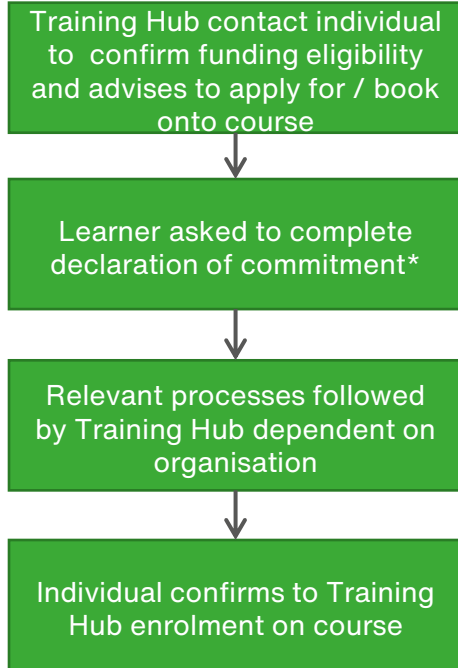 Training Hub contact individual
to confirm funding eligibility
and advises to apply for / book
onto course
Learner asked to complete
declaration of commitment*
Relevant processes followed
by Training Hub dependent on
organisation
Individual confirms to Training
Hub enrolment on course